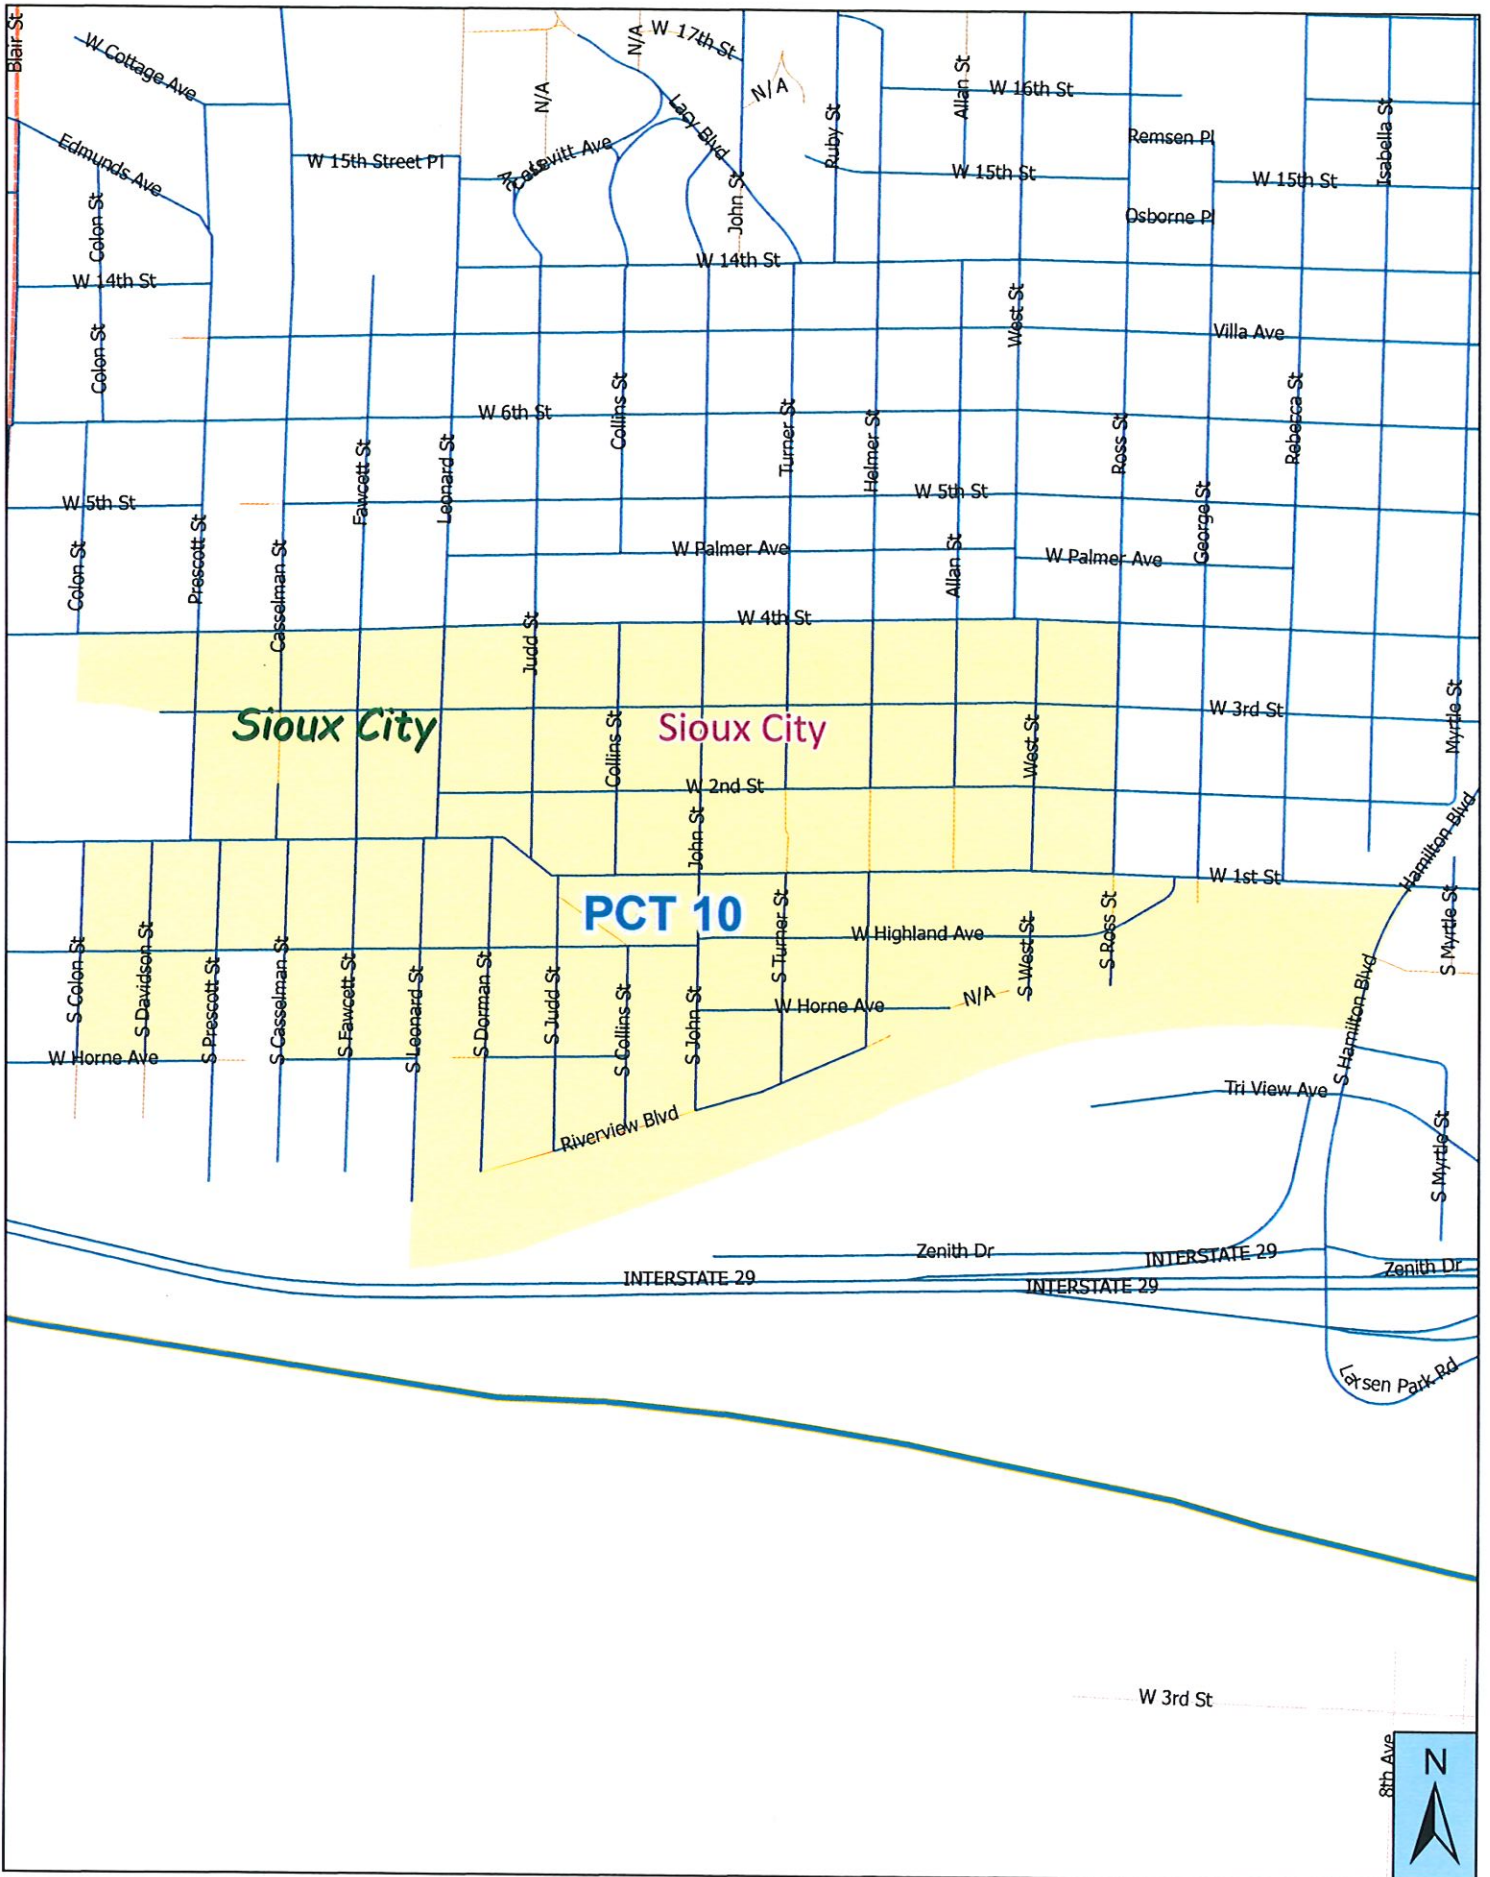 Blair St
W Cottage Ave
N/A
W 17th St
N/A
N/A
Allan St
W 16th St
Isabella St
Lacy Blvd
Ruby St
Remsen Pl
Edmunds Ave
W 15th Street Pl
Leavitt Ave
Access
W 15th St
W 15th St
Colon St
John St
Osborne Pl
W 14th St
W 14th St
West St
Colon St
Villa Ave
W 6th St
Collins St
Turner St
Helmer St
Ross St
Rebecca St
Fawcett St
Leonard St
W 5th St
W 5th St
George St
Colon St
Prescott St
Casselman St
W Palmer Ave
Allan St
W Palmer Ave
Judd St
W 4th St
Sioux City
Sioux City
Collins St
West St
W 3rd St
Myrtle St
W 2nd St
John St
Hamilton Blvd
W 1st St
PCT 10
S Turner St
W Highland Ave
S West St
S Ross St
S Myrtle St
S Colon St
S Davidson St
S Prescott St
S Casselman St
S Fawcett St
S Leonard St
S Dorman St
S Judd St
S Collins St
S John St
W Horne Ave
N/A
S Hamilton Blvd
W Horne Ave
Tri View Ave
Riverview Blvd
S Myrtle St
Zenith Dr
INTERSTATE 29
Zenith Dr
INTERSTATE 29
INTERSTATE 29
Larsen Park Rd
W 3rd St
8th Ave
N